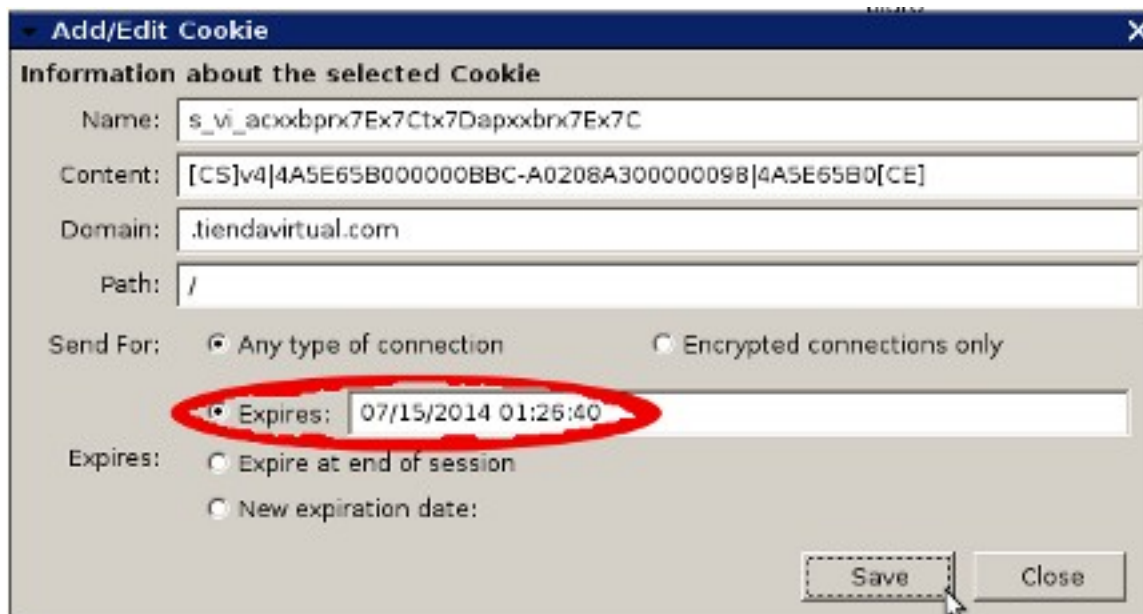 Add/Edit Cookie
Information about the selected Cookie
Name: s_vi_acxxbprx7Ex7Ctx7Dapxxbrx7Ex7C
Content: [CS]v4|4A5E65B000000BBC-A0208A300000098|4A5E65B0[CE]
Domain: .tiendavirtual.com
Path: /
Send For: Any type of connection Encrypted connections only
Expires: 07/15/2014 01:26:40
Expires: Expire at end of session
New expiration date:
Save Close